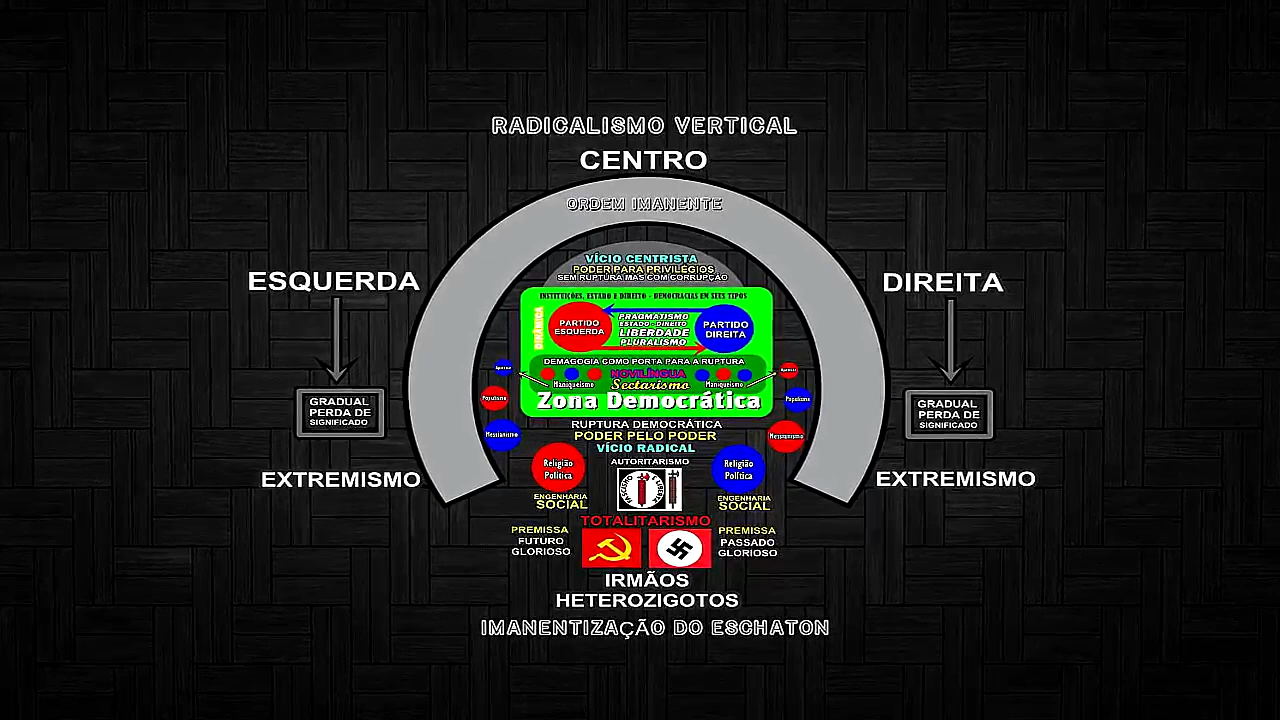 RADICALISMO VERTICAL
CENTRO
ORDEM IMANENTE
ESQUERDA
DIREITA
GRADUAL
PERDA DE
SIGNIFICADO
GRADUAL
PERDA DE
SIGNIFICADO
EXTREMISMO
EXTREMISMO
VÍCIO CENTRISTA
PODER PARA PRIVILÉGIOS
SEM RUPTURA MAS COM CORRUPÇÃO
INSTITUIÇÕES, ESTADO E DIREITO - DEMOCRACIAS EM SEUS TIPOS
DINÂMICA
PARTIDO
ESQUERDA
PRAGMATISMO
ESTADO - DIREITO
LIBERDADE
PLURALISMO
PARTIDO
DIREITA
DEMAGOGIA COMO PORTA PARA A RUPTURA
NOVILÍNGUA
Maniqueísmo
Sectarismo
Maniqueísmo
Zona Democrática
Populismo
Populismo
Messianismo
Messianismo
RUPTURA DEMOCRÁTICA
PODER PELO PODER
VÍCIO RADICAL
AUTORITARISMO
Religião
Política
Religião
Política
ENGENHARIA
SOCIAL
ENGENHARIA
SOCIAL
TOTALITARISMO
PREMISSA
FUTURO
GLORIOSO
PREMISSA
PASSADO
GLORIOSO
IRMÃOS
HETEROZIGOTOS
IMANENTIZAÇÃO DO ESCHATON